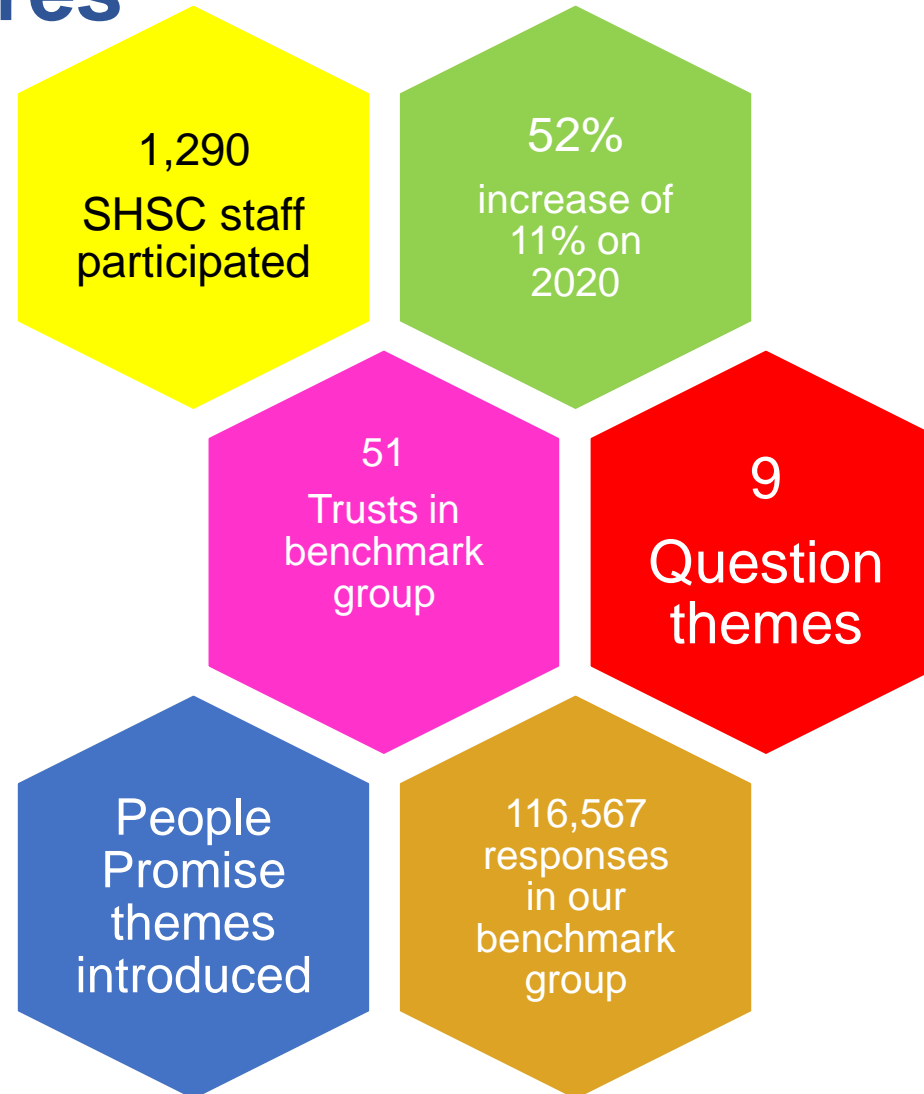 res
1,290
SHSC staff
participated
52%
increase of
11% on
2020
51
Trusts in
benchmark
group
9
Question
themes
People
Promise
themes
introduced
116,567
responses
in our
benchmark
group